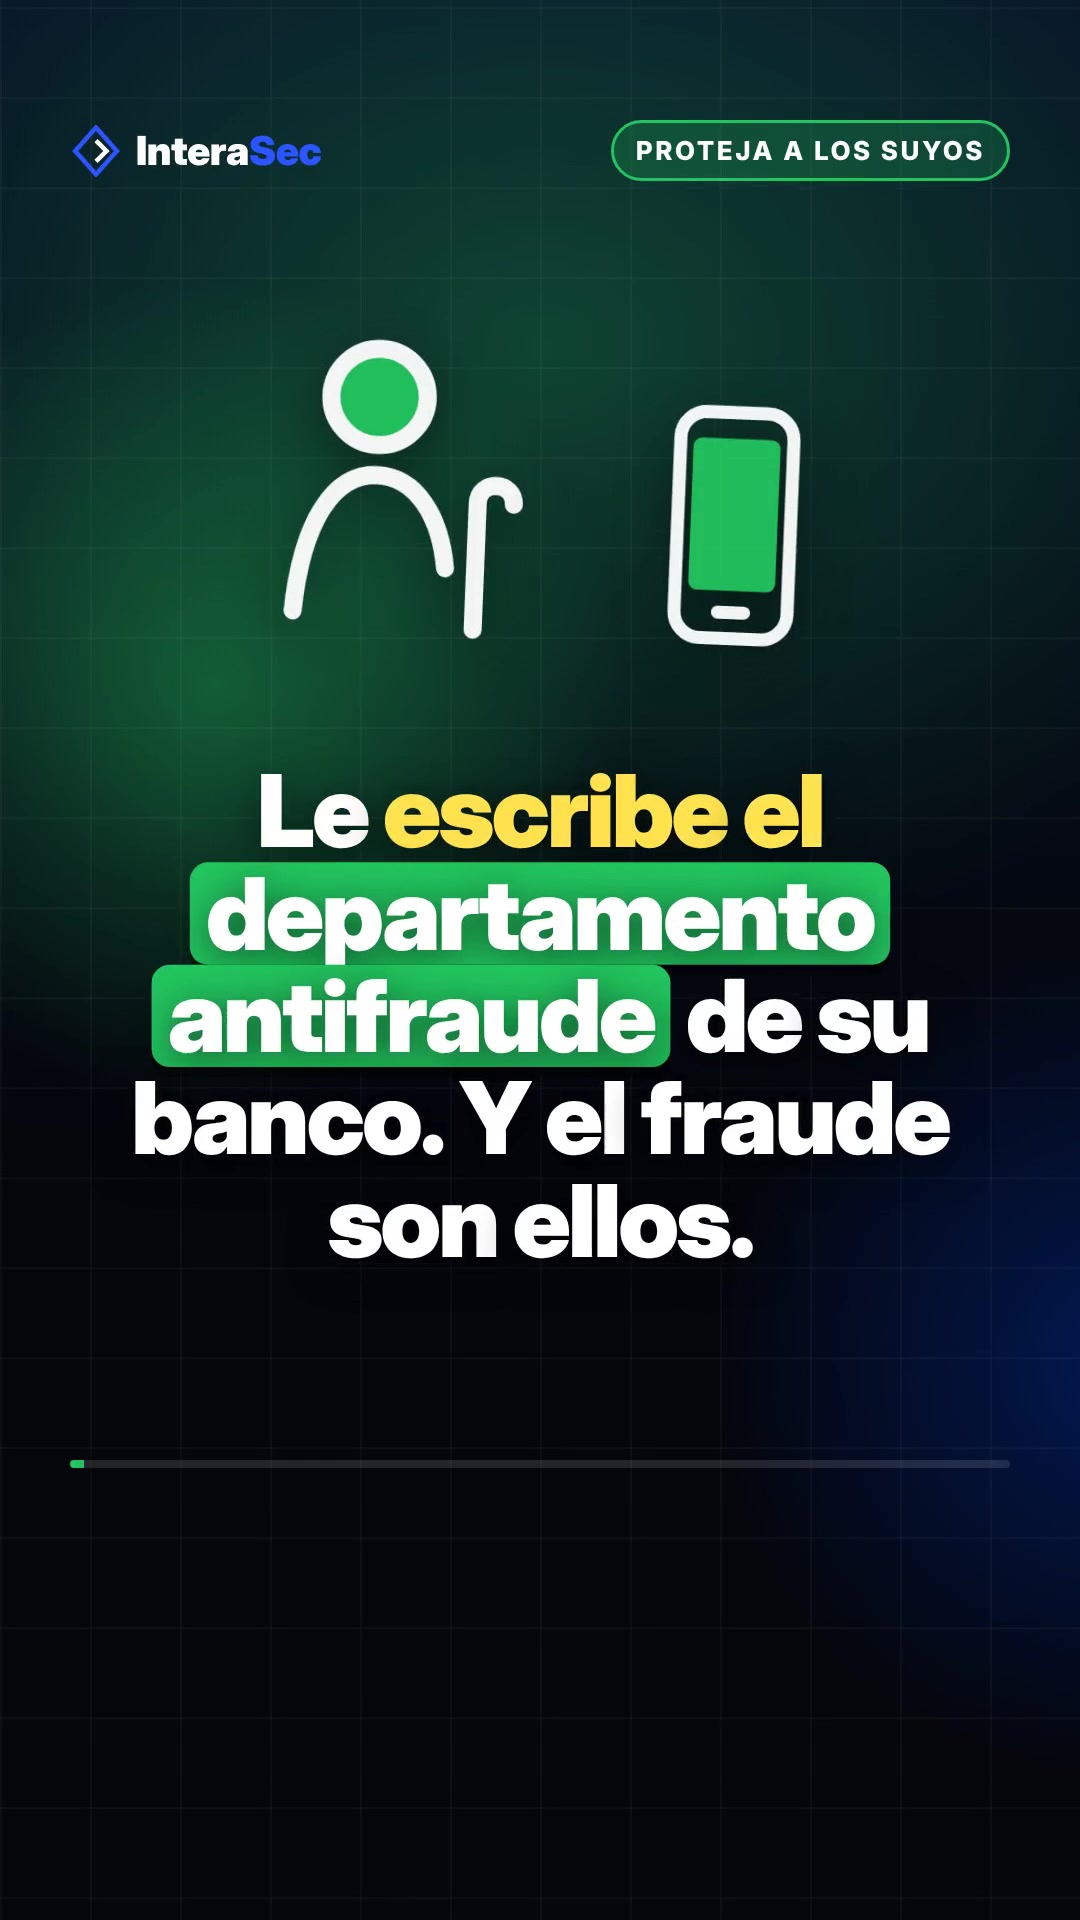 InteraSec
PROTEJA A LOS SUYOS
Le escribe el
departamento
antifraude de su
banco. Y el fraude
son ellos.